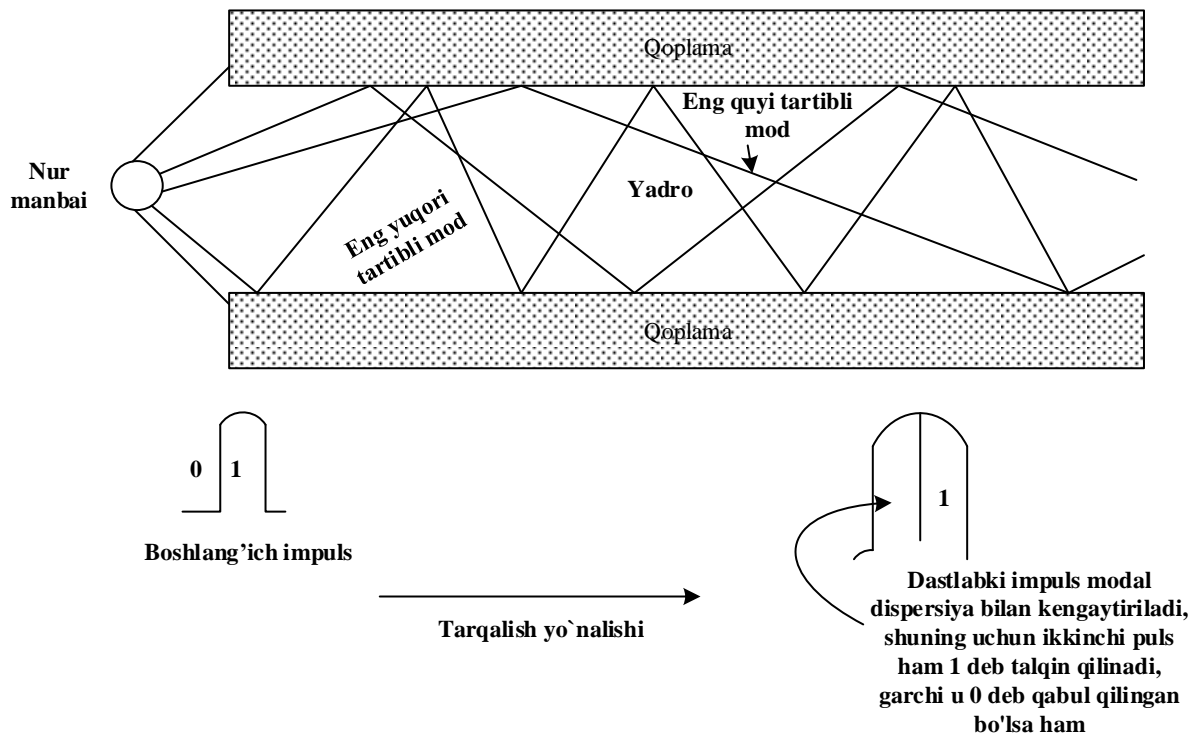 Qoplama
Eng quyi tartibli
mod
Nur
manbai
Yadro
Eng yuqori
tartibli mod
Qoplama
0 1
1
Boshlang’ich impuls
Dastlabki impuls modal
dispersiya bilan kengaytiriladi,
shuning uchun ikkinchi puls
ham 1 deb talqin qilinadi,
garchi u 0 deb qabul qilingan
bo'lsa ham
Tarqalish yo`nalishi